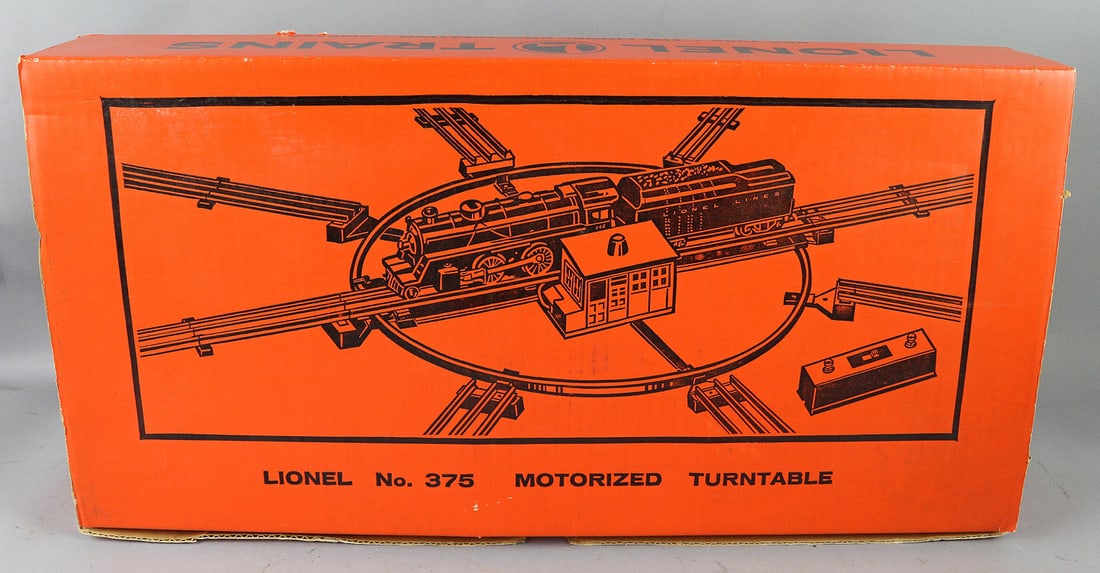 LIONEL TRAINS
LIONEL LINES
LIONEL No. 375 MOTORIZED TURNTABLE